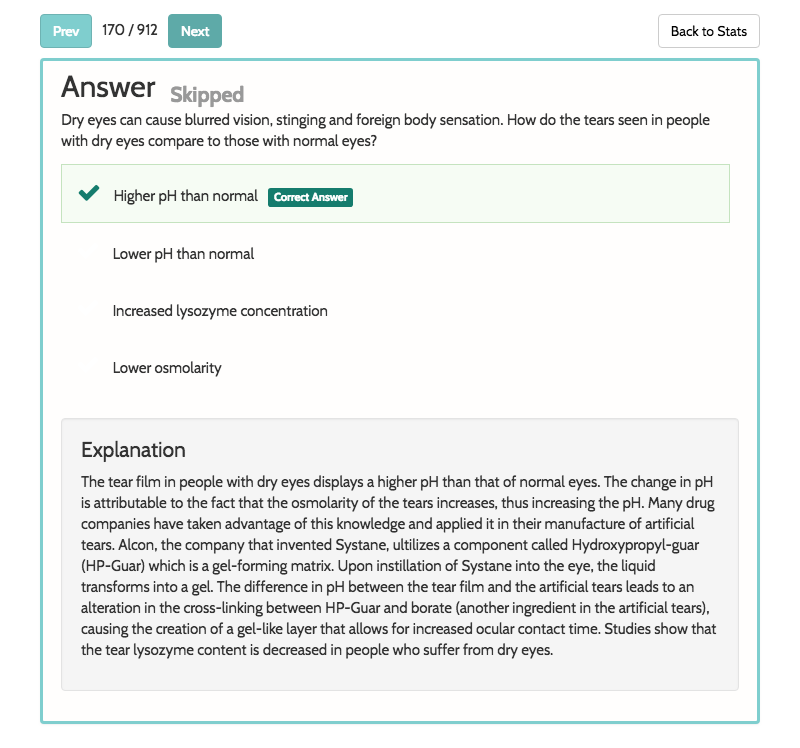 Prev 170 / 912 Next Back to Stats
Answer Skipped
Dry eyes can cause blurred vision, stinging and foreign body sensation. How do the tears seen in people
with dry eyes compare to those with normal eyes?
Higher pH than normal Correct Answer
Lower pH than normal
Increased lysozyme concentration
Lower osmolarity
Explanation
The tear film in people with dry eyes displays a higher pH than that of normal eyes. The change in pH
is attributable to the fact that the osmolarity of the tears increases, thus increasing the pH. Many drug
companies have taken advantage of this knowledge and applied it in their manufacture of artificial
tears. Alcon, the company that invented Systane, ultilizes a component called Hydroxypropyl-guar
(HP-Guar) which is a gel-forming matrix. Upon instillation of Systane into the eye, the liquid
transforms into a gel. The difference in pH between the tear film and the artificial tears leads to an
alteration in the cross-linking between HP-Guar and borate (another ingredient in the artificial tears),
causing the creation of a gel-like layer that allows for increased ocular contact time. Studies show that
the tear lysozyme content is decreased in people who suffer from dry eyes.